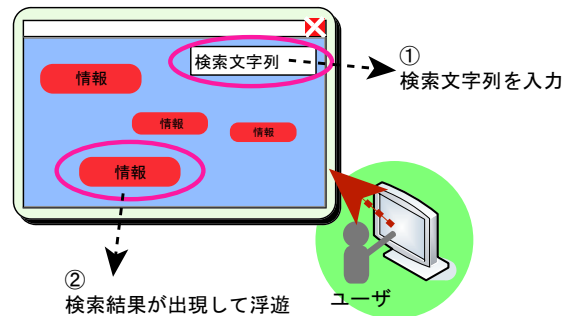 検索文字列
情報
情報
情報
情報
①
検索文字列を入力
②
検索結果が出現して浮遊
ユーザ